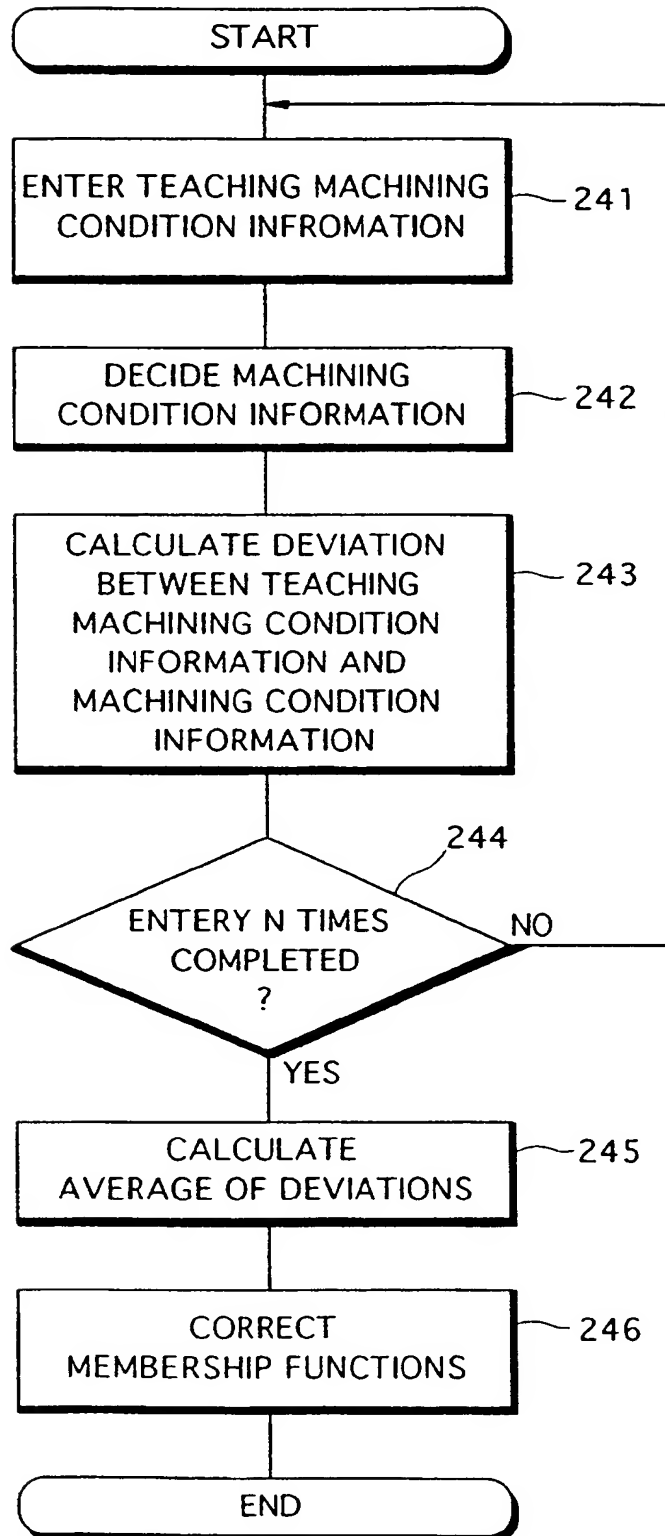 START
ENTER TEACHING MACHINING
CONDITION INFROMATION
241
DECIDE MACHINING
CONDITION INFORMATION
242
CALCULATE DEVIATION
BETWEEN TEACHING
MACHINING CONDITION
INFORMATION AND
MACHINING CONDITION
INFORMATION
243
244
ENTERY N TIMES
COMPLETED
?
NO
YES
CALCULATE
AVERAGE OF DEVIATIONS
245
CORRECT
MEMBERSHIP FUNCTIONS
246
END